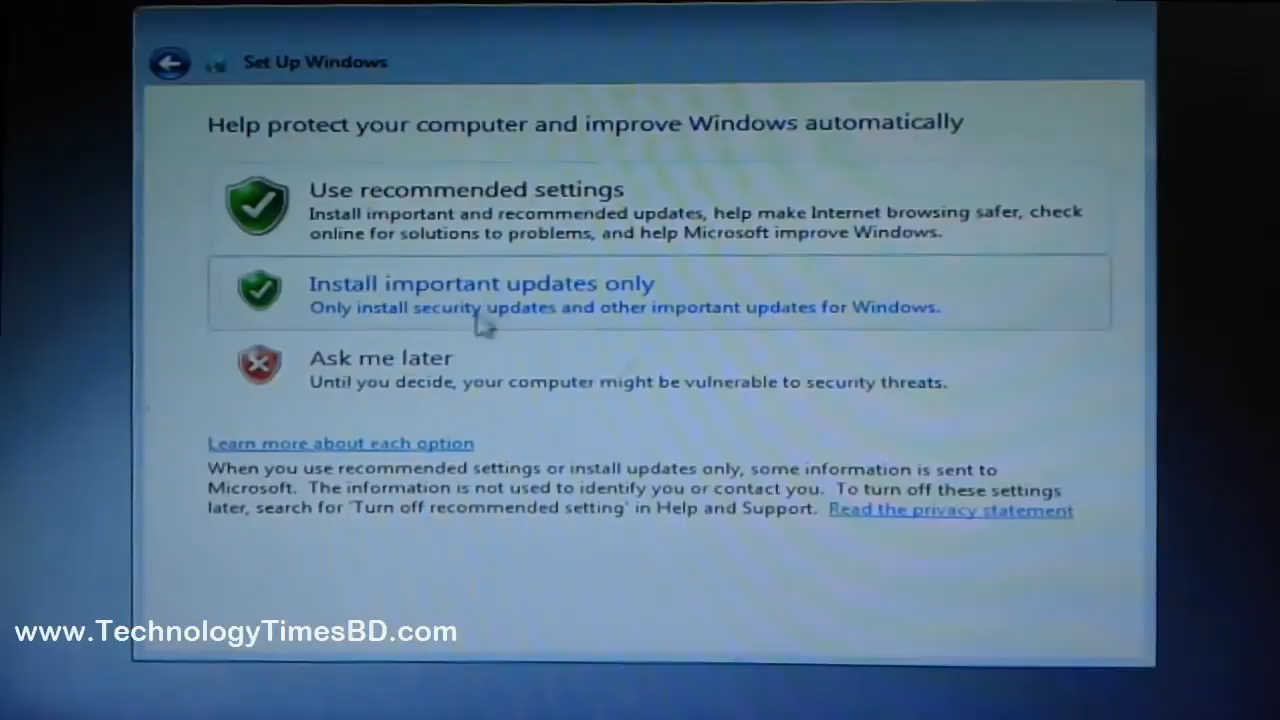 Set Up Windows
Help protect your computer and improve Windows automatically
Use recommended settings
Install important and recommended updates, help make Internet browsing safer, check
online for solutions to problems, and help Microsoft improve Windows.
Install important updates only
Only install security updates and other important updates for Windows.
Ask me later
Until you decide, your computer might be vulnerable to security threats.
Learn more about each option
When you use recommended settings or install updates only, some information is sent to
Microsoft. The information is not used to identify you or contact you. To turn off these settings
later, search for 'Turn off recommended setting' in Help and Support. Read the privacy statement
www.TechnologyTimesBD.com